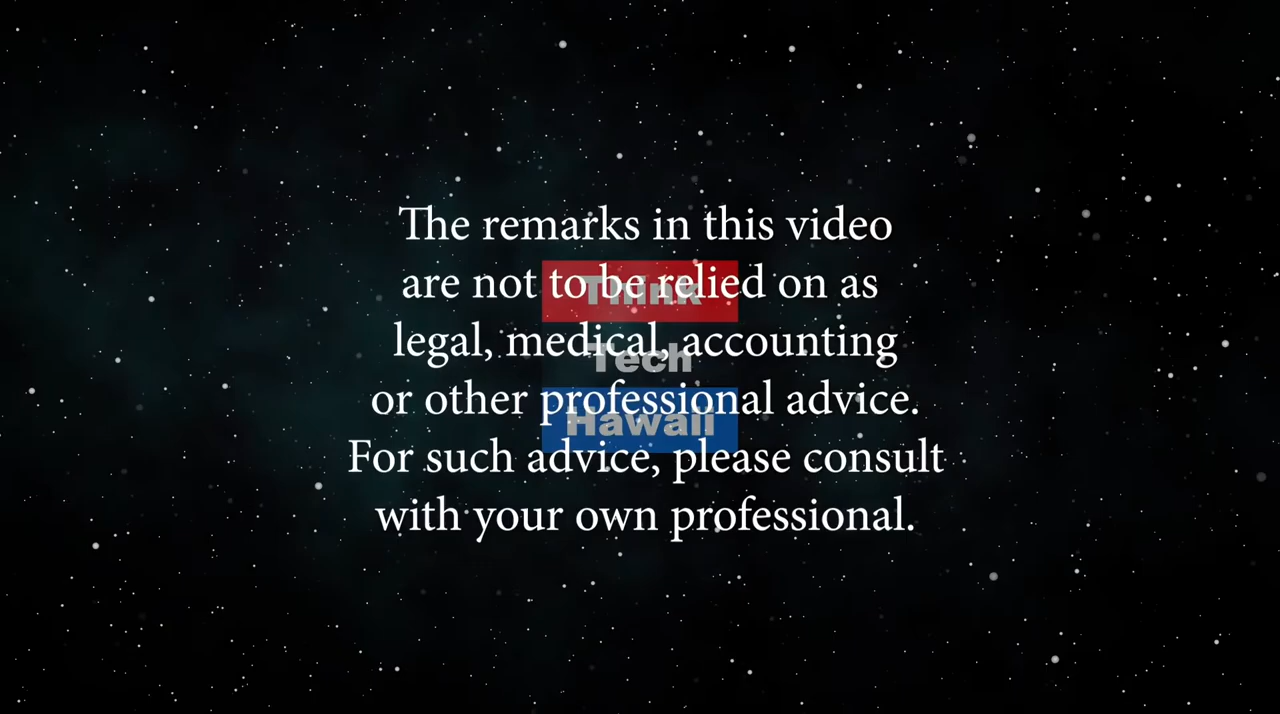 The remarks in this video
are not to be relied on as
legal, medical, accounting
or other professional advice.
For such advice, please consult
with your own professional.
Think
Tech
Hawaii